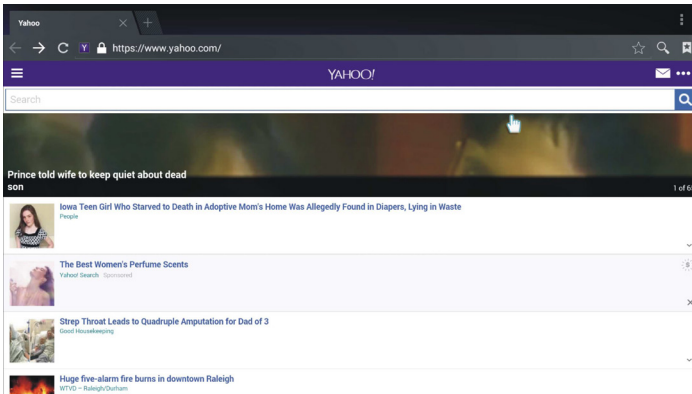 Yahoo
Y https://www.yahoo.com/
YAHOO!
Search
Prince told wife to keep quiet about dead
son
1 of 6
Iowa Teen Girl Who Starved to Death in Adoptive Mom's Home Was Allegedly Found in Diapers, Lying in Waste
People
The Best Women's Perfume Scents
S
Yahoo! Search Sponsored
Strep Throat Leads to Quadruple Amputation for Dad of 3
Good Housekeeping
Huge five-alarm fire burns in downtown Raleigh
WTVD – Raleigh/Durham